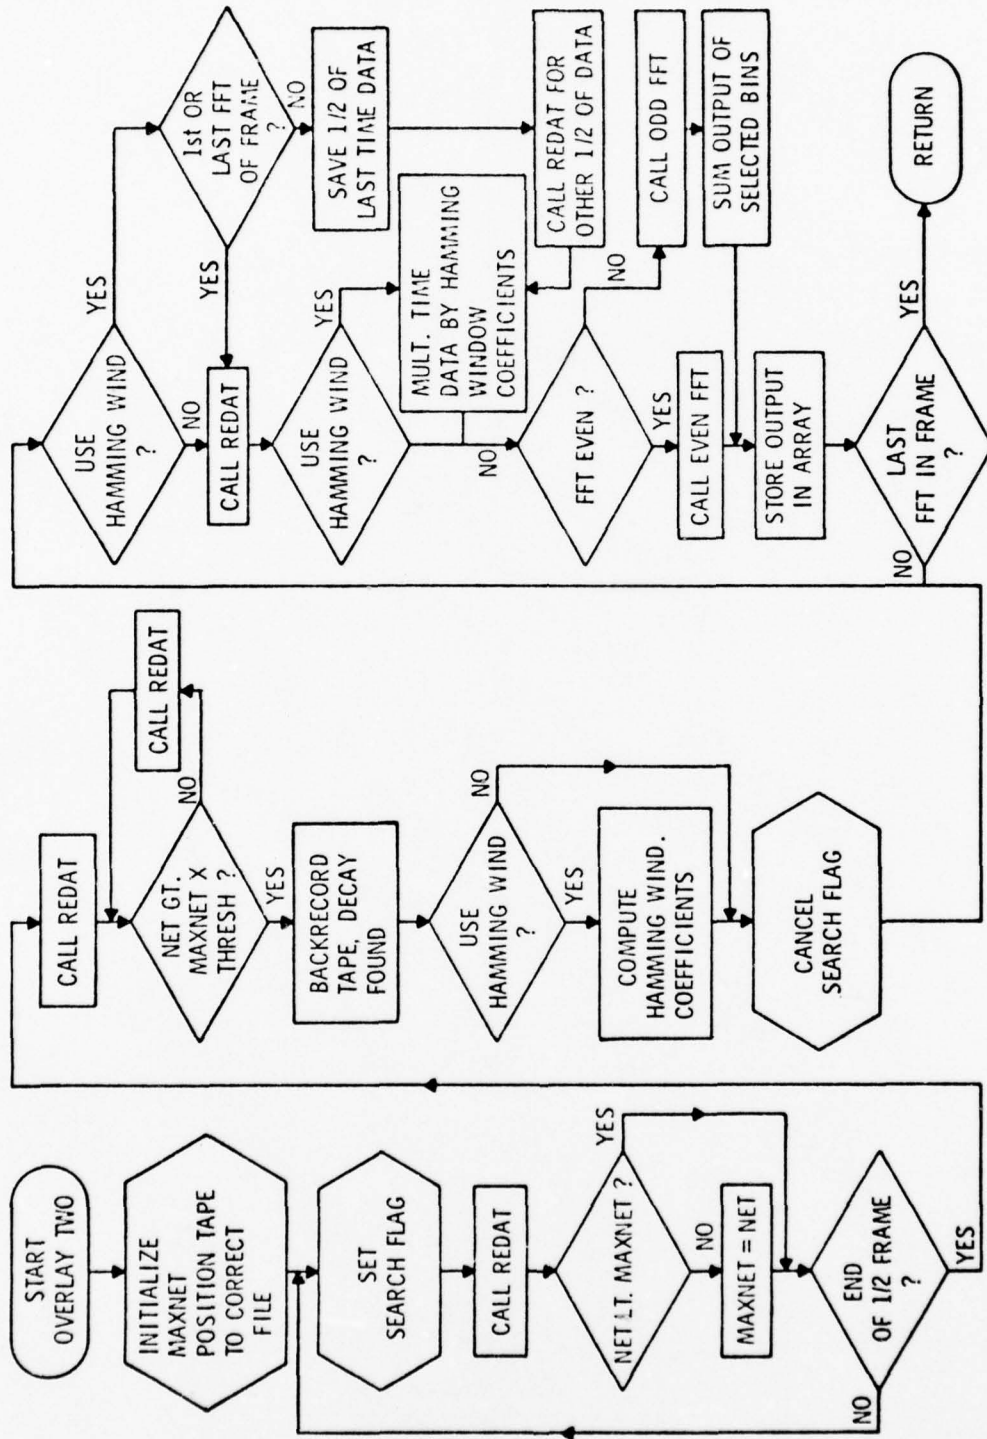 START
OVERLAY TWO
INITIALIZE
MAXNET
POSITION TAPE
TO CORRECT
FILE
SET
SEARCH FLAG
CALL REDAT
NET LT. MAXNET ?
YES
NO
MAXNET = NET
END
OF 1/2 FRAME
?
NO
YES
CALL REDAT
NET GT.
MAXNET X
THRESH ?
NO
CALL REDAT
YES
BACKRECORD
TAPE, DECAY
FOUND
USE
HAMMING WIND
?
NO
YES
COMPUTE
HAMMING WIND.
COEFFICIENTS
CANCEL
SEARCH FLAG
USE
HAMMING WIND
?
YES
NO
1st OR
LAST FFT
OF FRAME
?
YES
NO
CALL REDAT
SAVE 1/2 OF
LAST TIME DATA
USE
HAMMING WIND
?
YES
NO
MULT. TIME
DATA BY HAMMING
WINDOW
COEFFICIENTS
CALL REDAT FOR
OTHER 1/2 OF DATA
FFT EVEN ?
NO
YES
CALL ODD FFT
CALL EVEN FFT
SUM OUTPUT OF
SELECTED BINS
STORE OUTPUT
IN ARRAY
LAST
FFT IN FRAME
?
NO
YES
RETURN